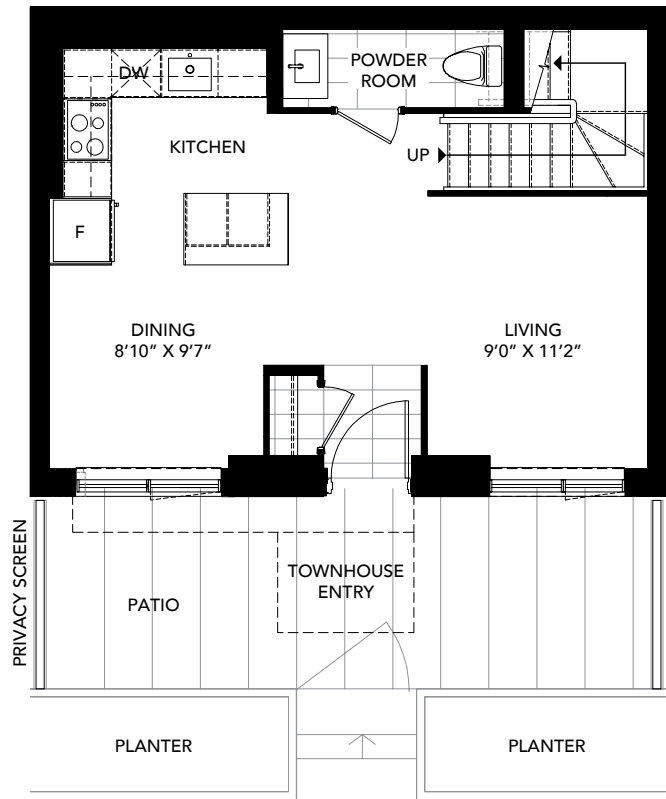 POWDER
ROOM
DW
KITCHEN
UP
F
DINING
8'10" X 9'7"
LIVING
9'0" X 11'2"
PRIVACY SCREEN
TOWNHOUSE
ENTRY
PATIO
PLANTER
PLANTER